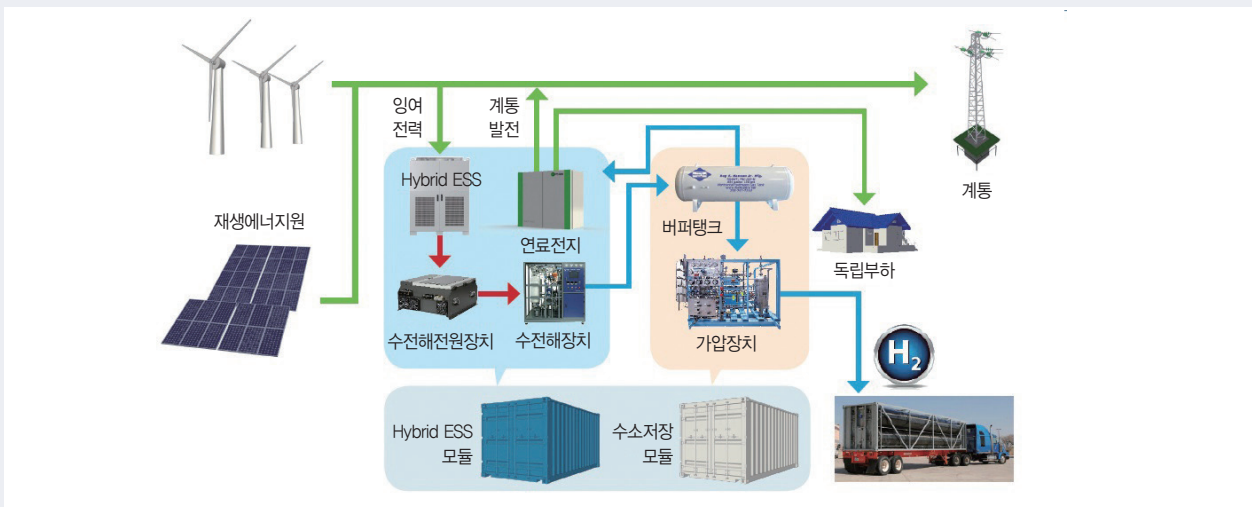 잉여
전력
계통
발전
Hybrid ESS
재생에너지원
연료전지
버퍼탱크
계통
독립부하
수전해전원장치
수전해장치
가압장치
H2
Hybrid ESS
모듈
수소저장
모듈